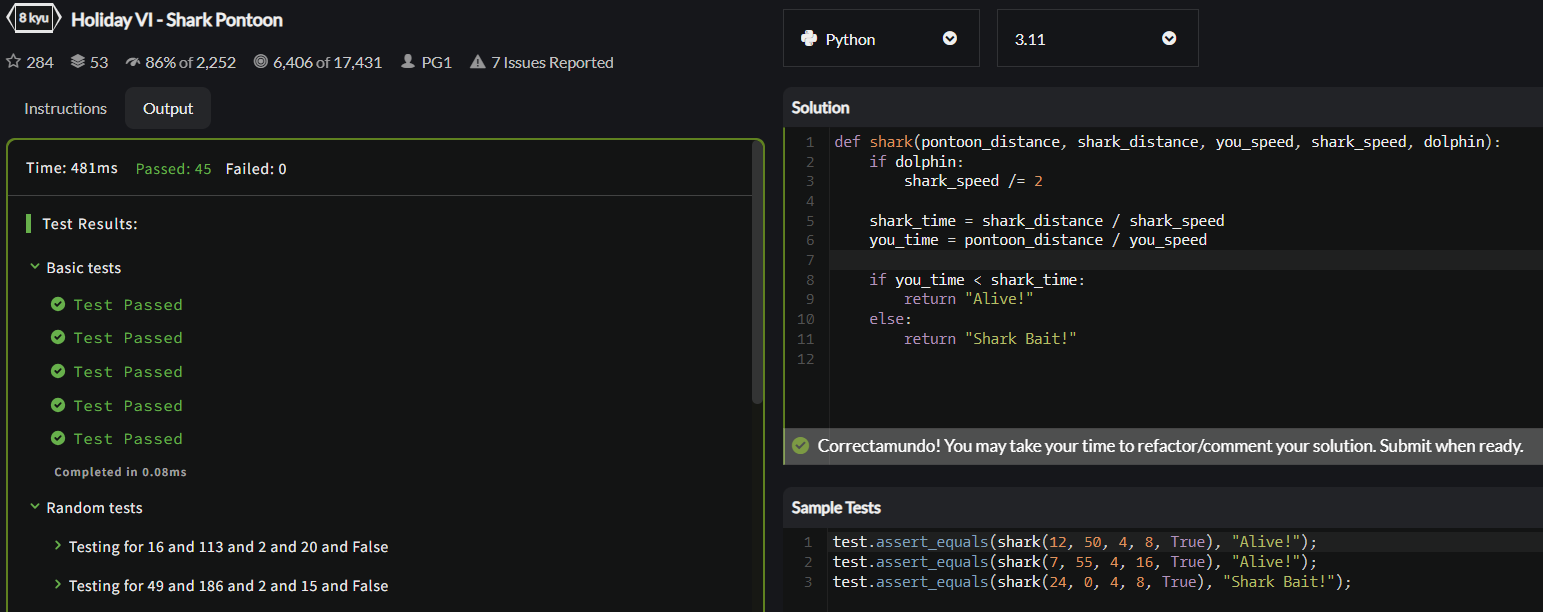 8 kyu Holiday VI - Shark Pontoon
284 53 86% of 2,252 6,406 of 17,431 PG1 7 Issues Reported
Instructions Output
Time: 481ms Passed: 45 Failed: 0
Test Results:
Basic tests
Test Passed
Test Passed
Test Passed
Test Passed
Test Passed
Completed in 0.08ms
Random tests
Testing for 16 and 113 and 2 and 20 and False
Testing for 49 and 186 and 2 and 15 and False
Python 3.11
Solution
1 def shark(pontoon_distance, shark_distance, you_speed, shark_speed, dolphin):
2 if dolphin:
3 shark_speed /= 2
4
5 shark_time = shark_distance / shark_speed
6 you_time = pontoon_distance / you_speed
7
8 if you_time < shark_time:
9 return "Alive!"
10 else:
11 return "Shark Bait!"
12
Correctamundo! You may take your time to refactor/comment your solution. Submit when ready.
Sample Tests
1 test.assert_equals(shark(12, 50, 4, 8, True), "Alive!");
2 test.assert_equals(shark(7, 55, 4, 16, True), "Alive!");
3 test.assert_equals(shark(24, 0, 4, 8, True), "Shark Bait!");